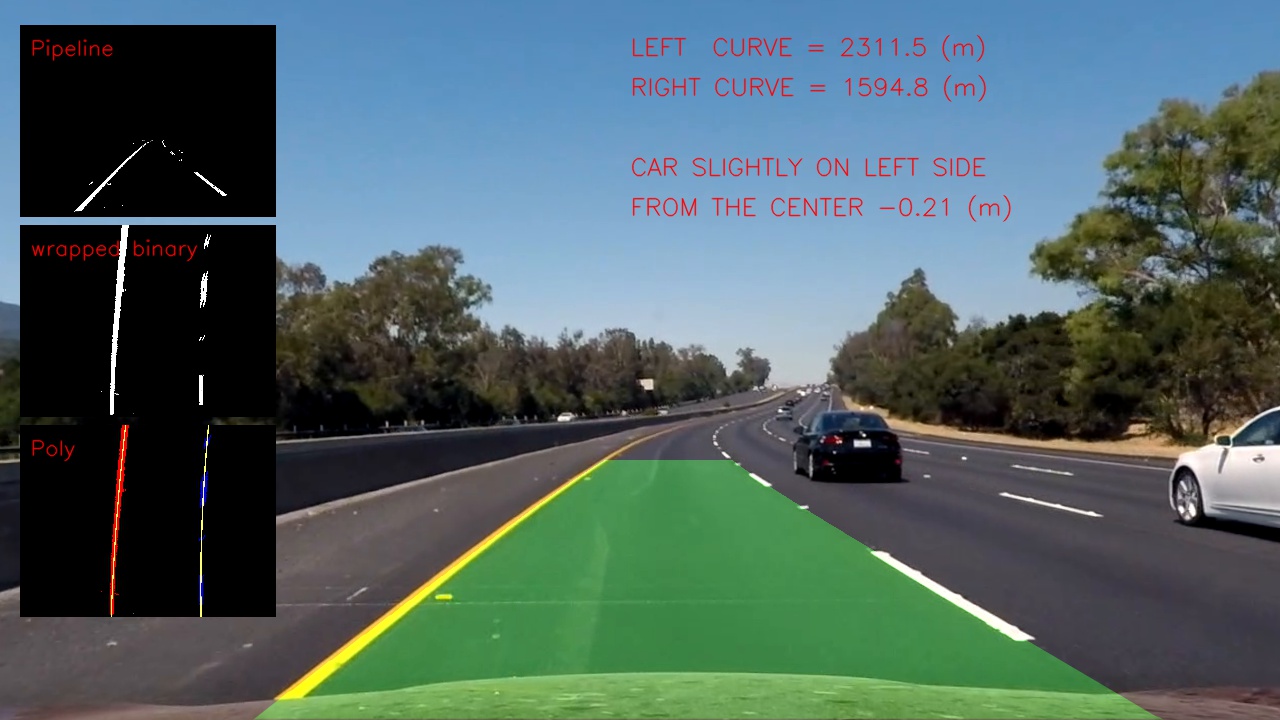 Pipeline
wrapped binary
Poly
LEFT CURVE = 2311.5 (m)
RIGHT CURVE = 1594.8 (m)
CAR SLIGHTLY ON LEFT SIDE
FROM THE CENTER -0.21 (m)